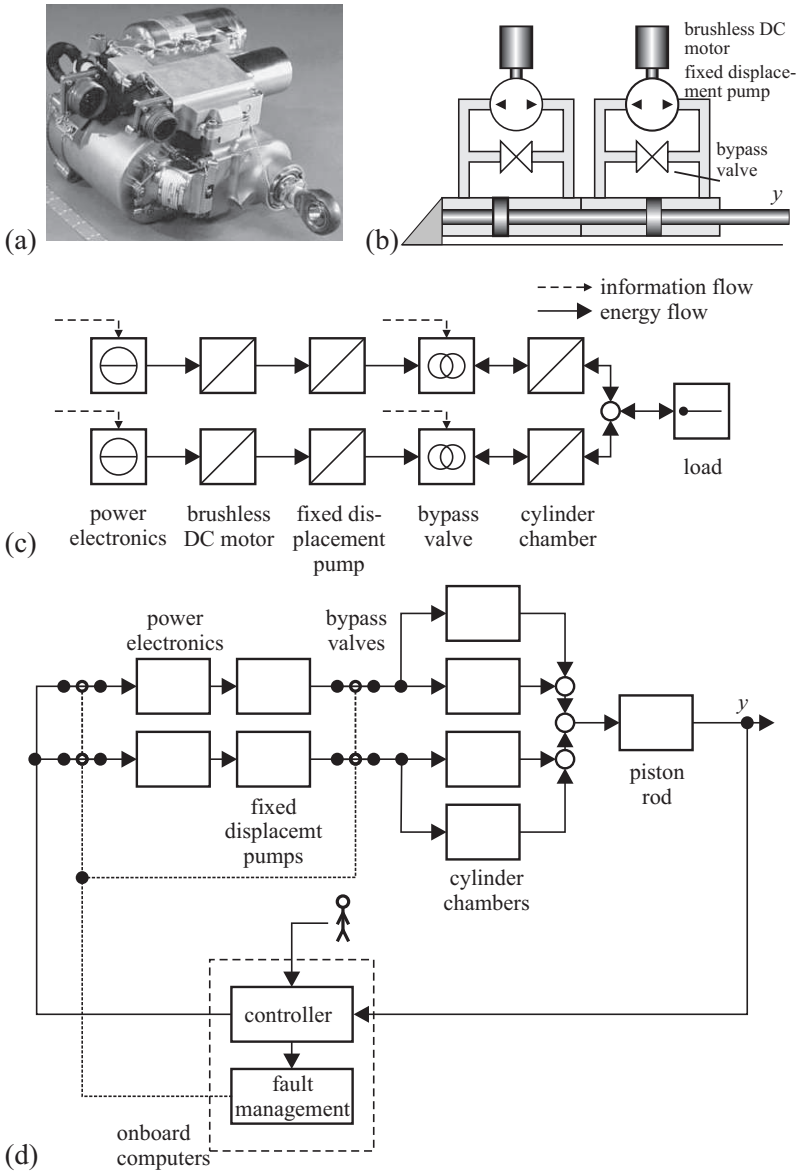 (a)
brushless DC
motor
fixed displace-
ment pump
bypass
valve
y
(b)
information flow
energy flow
power
electronics
brushless
DC motor
fixed dis-
placement
pump
bypass
valve
cylinder
chamber
load
(c)
power
electronics
bypass
valves
y
piston
rod
fixed
displacemt
pumps
cylinder
chambers
controller
fault
management
onboard
computers
(d)